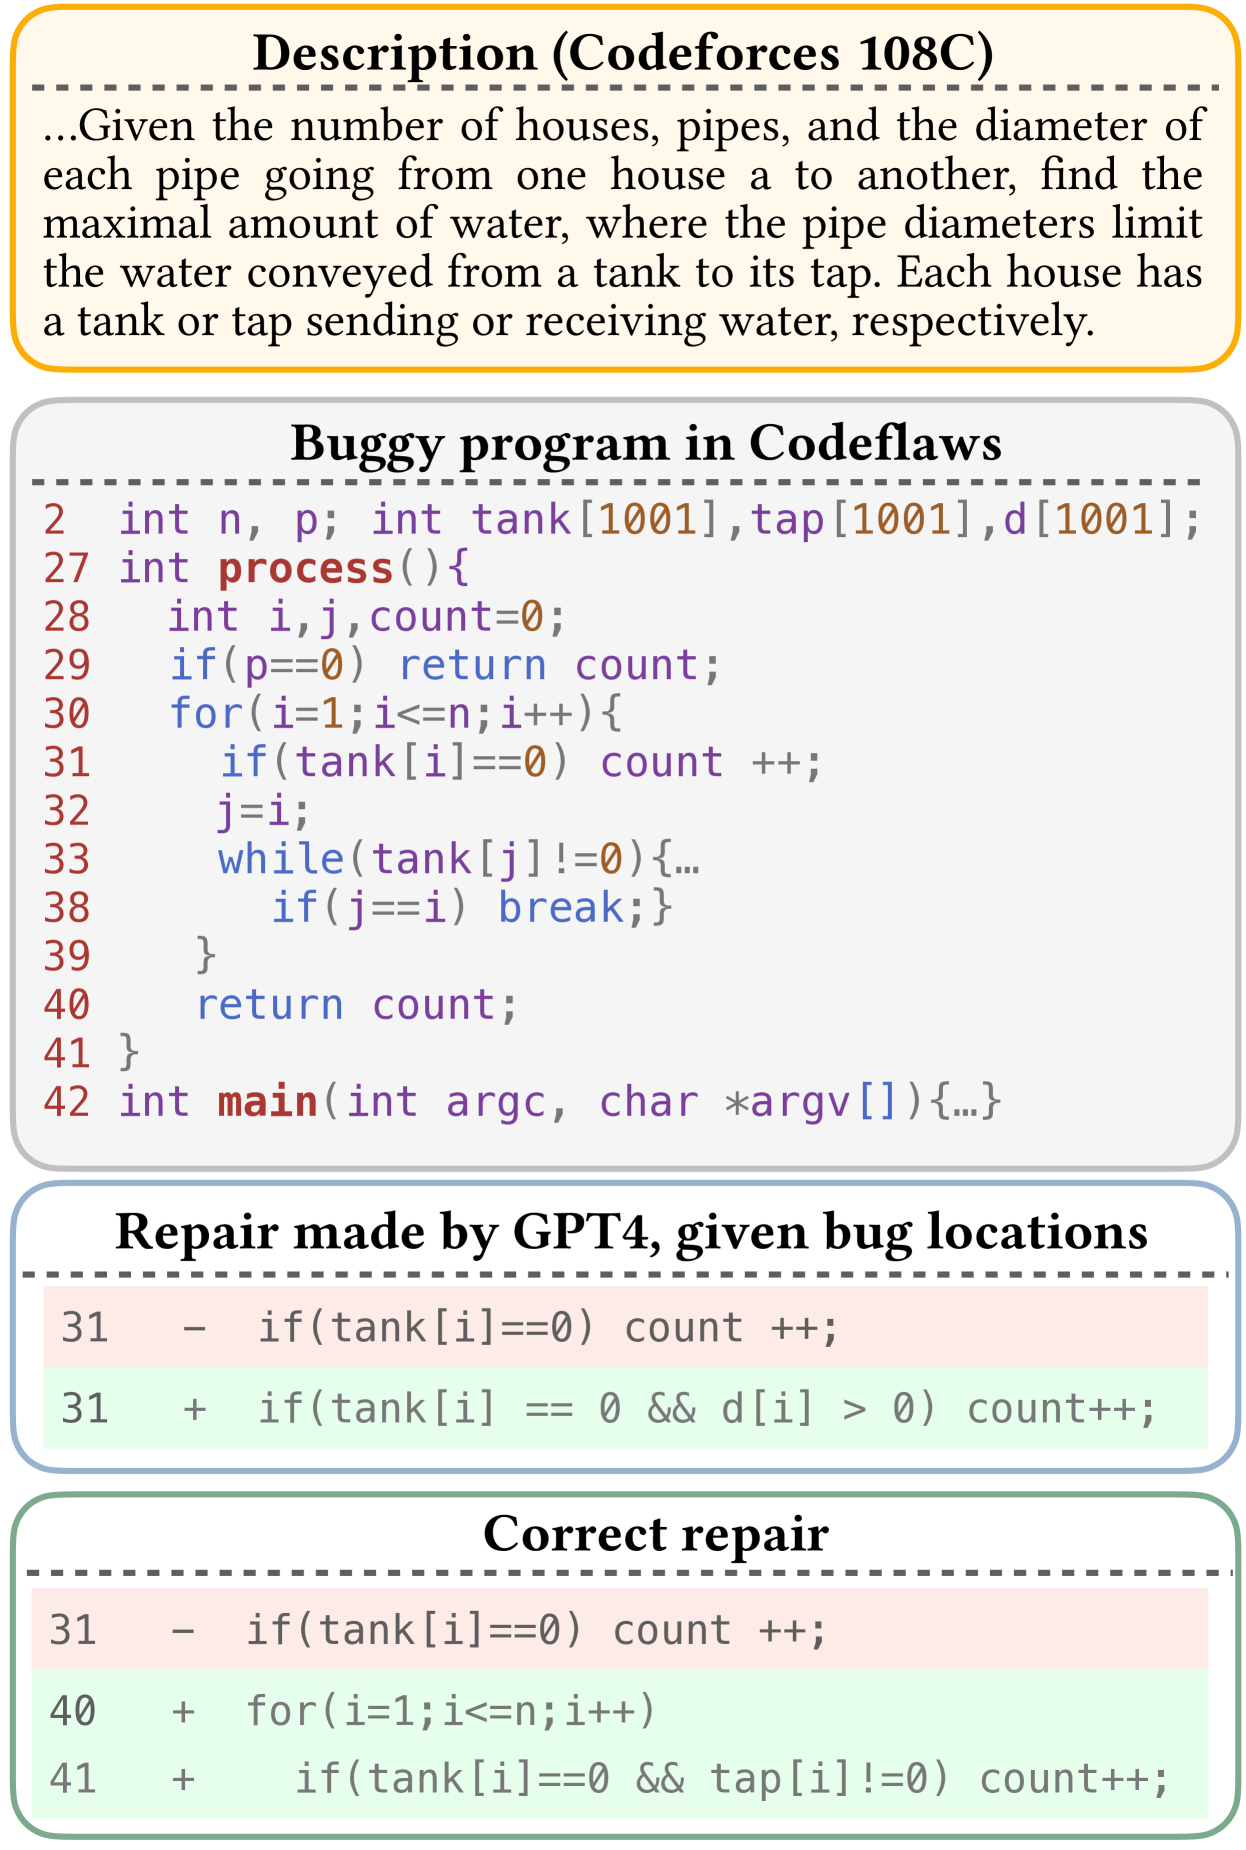 Description (Codeforces 108C)
...Given the number of houses, pipes, and the diameter of
each pipe going from one house a to another, find the
maximal amount of water, where the pipe diameters limit
the water conveyed from a tank to its tap. Each house has
a tank or tap sending or receiving water, respectively.
Buggy program in Codeflaws
2 int n, p; int tank[1001],tap[1001],d[1001];
27 int process(){
28 int i,j,count=0;
29 if(p==0) return count;
30 for(i=1;i<=n;i++){
31 if(tank[i]==0) count ++;
32 j=i;
33 while(tank[j]!=0){…
38 if(j==i) break;}
39 }
40 return count;
41 }
42 int main(int argc, char *argv[]){…}
Repair made by GPT4, given bug locations
31 - if(tank[i]==0) count ++;
31 + if(tank[i] == 0 && d[i] > 0) count++;
Correct repair
31 - if(tank[i]==0) count ++;
40 + for(i=1;i<=n;i++)
41 + if(tank[i]==0 && tap[i]!=0) count++;